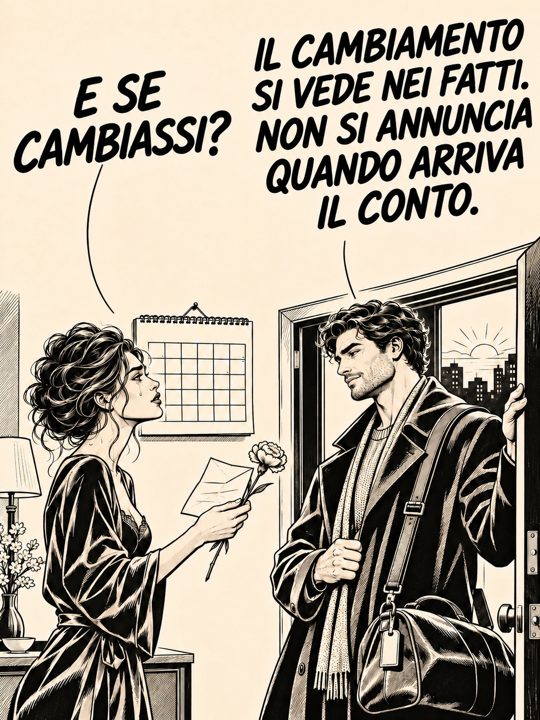 E SE
CAMBIASSI?
IL CAMBIAMENTO
SI VEDE NEI FATTI.
NON SI ANNUNCIA
QUANDO ARRIVA
IL CONTO.